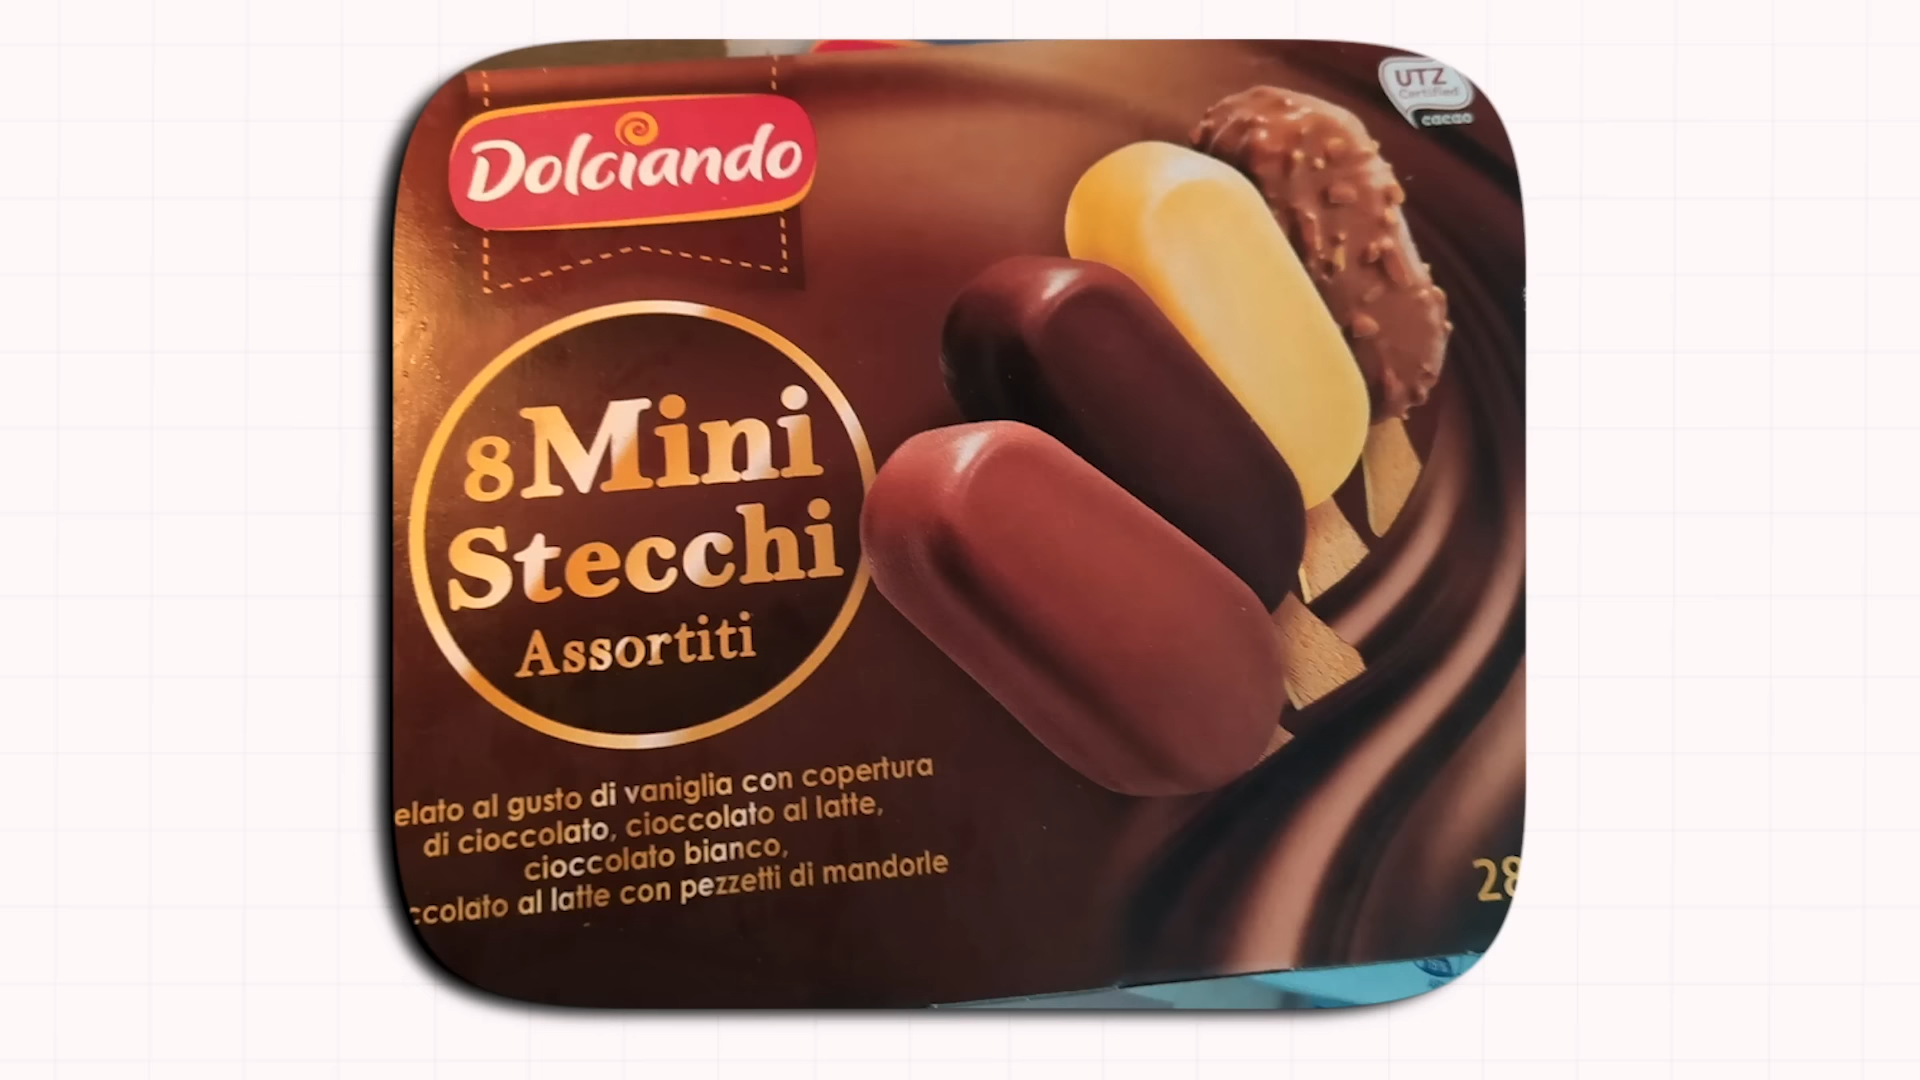 UTZ
Certified
cacao
Dolciando
8 Mini
Stecchi
Assortiti
elato al gusto di vaniglia con copertura
di cioccolato, cioccolato al latte,
cioccolato bianco,
ccolato al latte con pezzetti di mandorle
28